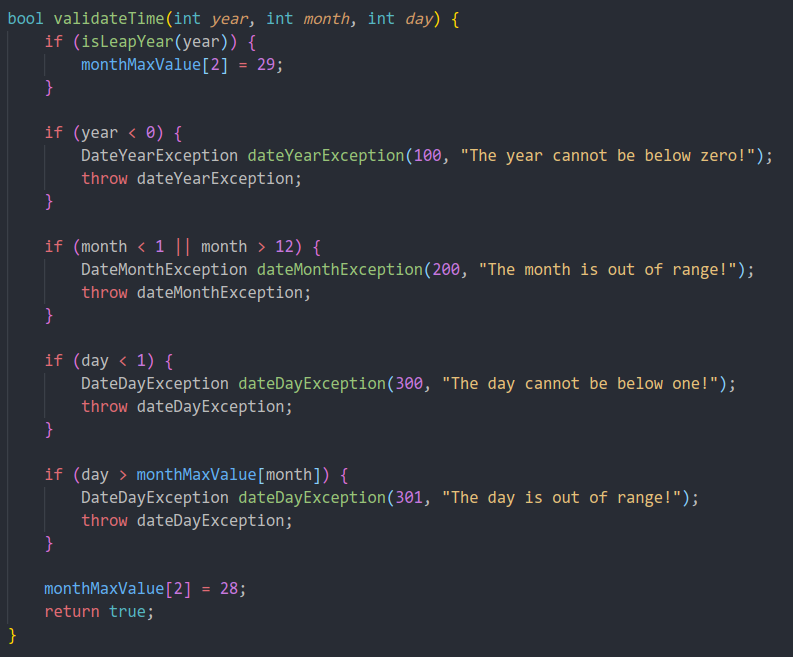 bool validateTime(int year, int month, int day) {
    if (isLeapYear(year)) {
        monthMaxValue[2] = 29;
    }

    if (year < 0) {
        DateYearException dateYearException(100, "The year cannot be below zero!");
        throw dateYearException;
    }

    if (month < 1 || month > 12) {
        DateMonthException dateMonthException(200, "The month is out of range!");
        throw dateMonthException;
    }

    if (day < 1) {
        DateDayException dateDayException(300, "The day cannot be below one!");
        throw dateDayException;
    }

    if (day > monthMaxValue[month]) {
        DateDayException dateDayException(301, "The day is out of range!");
        throw dateDayException;
    }

    monthMaxValue[2] = 28;
    return true;
}